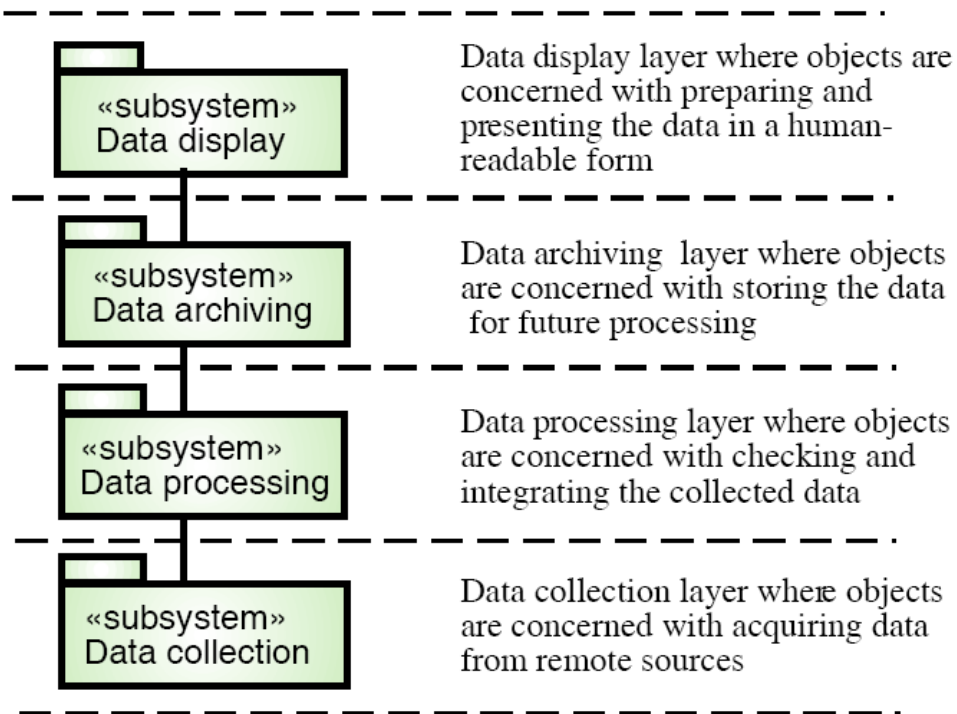 «subsystem»
Data display
Data display layer where objects are
concerned with preparing and
presenting the data in a human-
readable form
«subsystem»
Data archiving
Data archiving layer where objects
are concerned with storing the data
for future processing
«subsystem»
Data processing
Data processing layer where objects
are concerned with checking and
integrating the collected data
«subsystem»
Data collection
Data collection layer where objects
are concerned with acquiring data
from remote sources